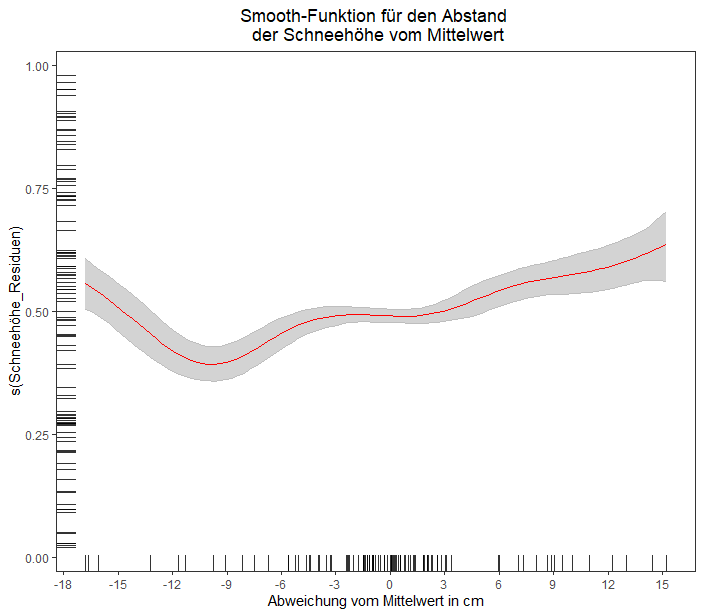 Smooth-Funktion für den Abstand
der Schneehöhe vom Mittelwert
s(Schneehöhe_Residuen)
1.00
0.75
0.50
0.25
0.00
-18 -15 -12 -9 -6 -3 0 3 6 9 12 15
Abweichung vom Mittelwert in cm